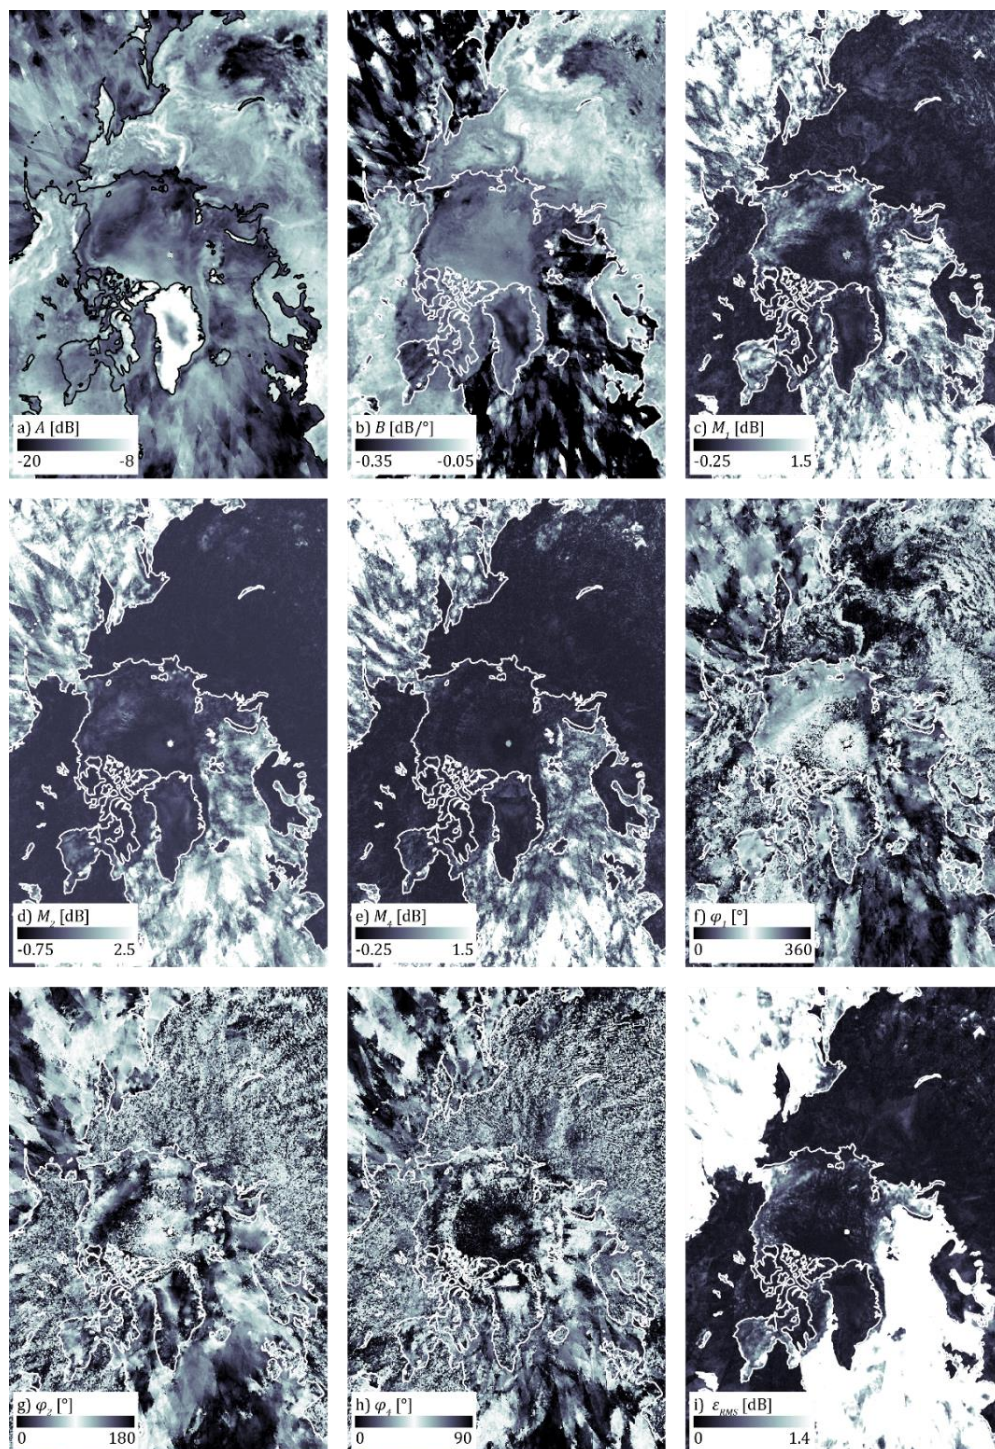 a) A [dB]
-20 -8
b) B [dB/°]
-0.35 -0.05
c) M₁ [dB]
-0.25 1.5
d) M₂ [dB]
-0.75 2.5
e) M₄ [dB]
-0.25 1.5
f) φ₁ [°]
0 360
g) φ₂ [°]
0 180
h) φ₄ [°]
0 90
i) ε_RMS [dB]
0 1.4